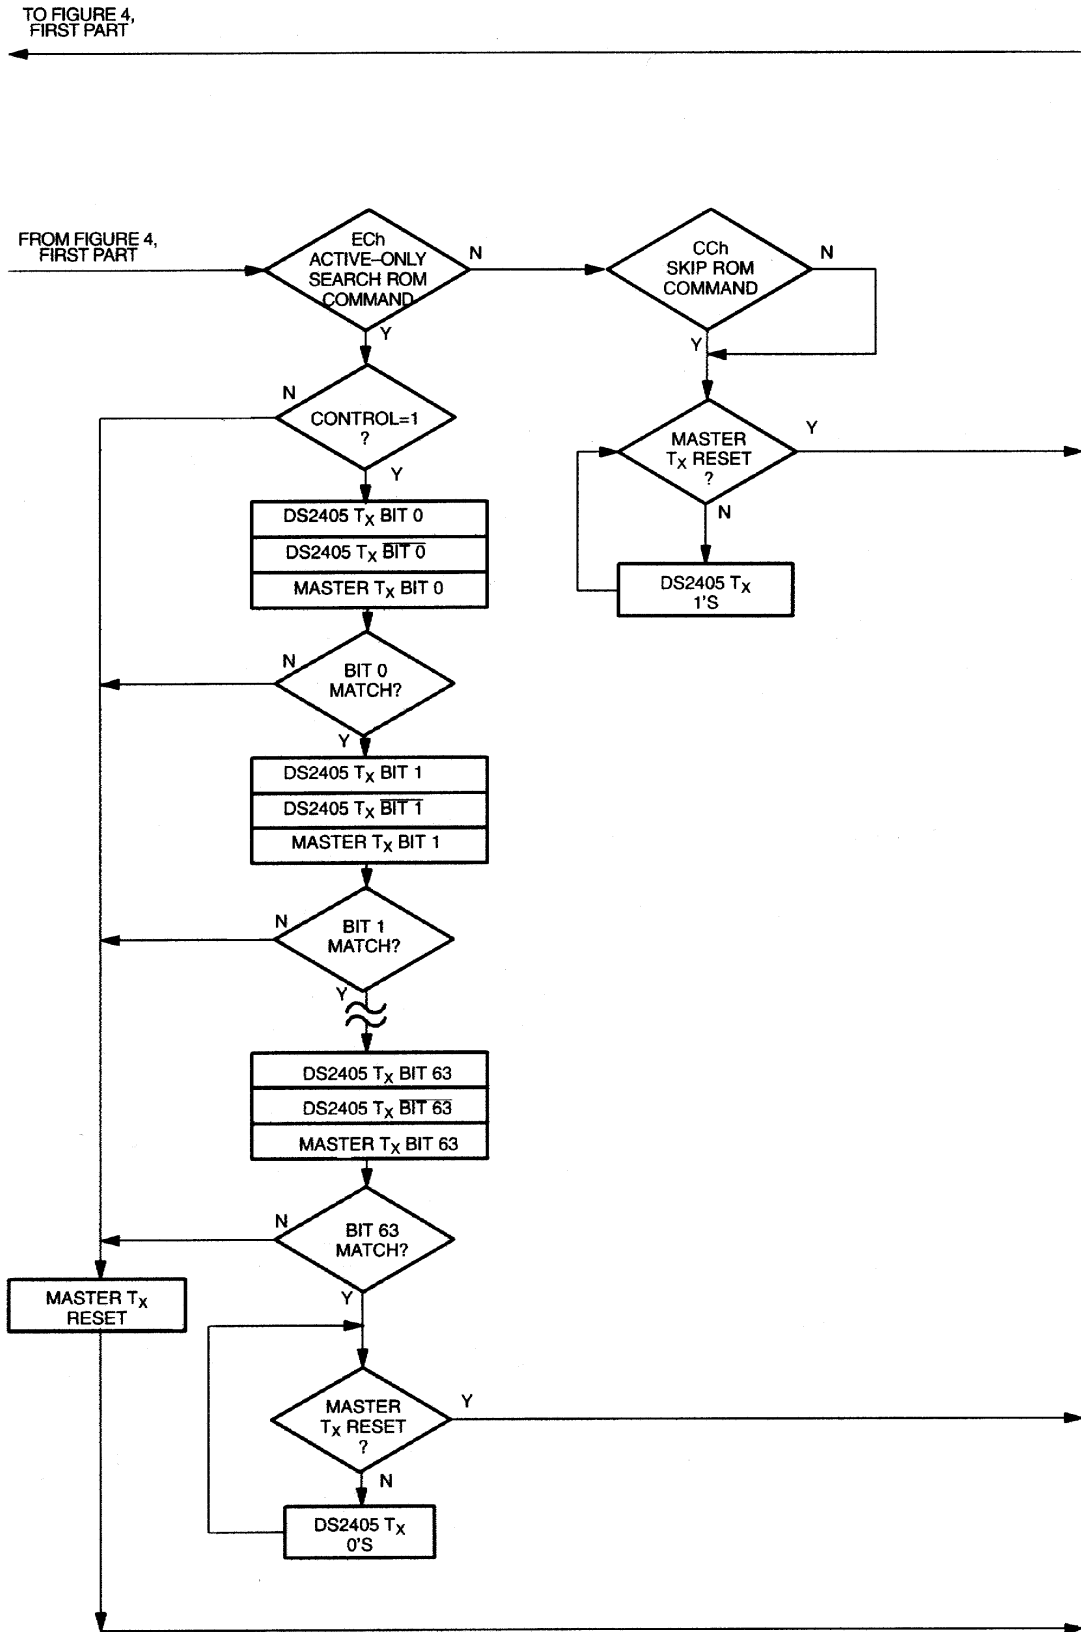 TO FIGURE 4,
FIRST PART
FROM FIGURE 4,
FIRST PART
ECh
ACTIVE–ONLY
SEARCH ROM
COMMAND
N
CCh
SKIP ROM
COMMAND
N
Y
Y
N
CONTROL=1
?
Y
MASTER
TX RESET
?
Y
N
DS2405 TX BIT 0
DS2405 TX B̅I̅T̅ ̅0̅
MASTER TX BIT 0
DS2405 TX
1'S
N
BIT 0
MATCH?
Y
DS2405 TX BIT 1
DS2405 TX B̅I̅T̅ ̅1̅
MASTER TX BIT 1
N
BIT 1
MATCH?
Y
DS2405 TX BIT 63
DS2405 TX B̅I̅T̅ ̅6̅3̅
MASTER TX BIT 63
N
BIT 63
MATCH?
Y
MASTER TX
RESET
MASTER
TX RESET
?
Y
N
DS2405 TX
0'S